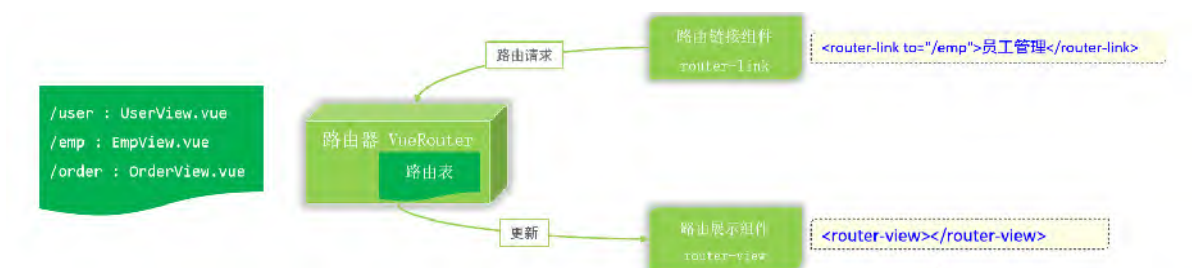 路由链接组件
router-link
<router-link to="/emp">员工管理</router-link>
路由请求
/user : UserView.vue
/emp : EmpView.vue
/order : OrderView.vue
路由器 VueRouter
路由表
更新
路由展示组件
router-view
<router-view></router-view>